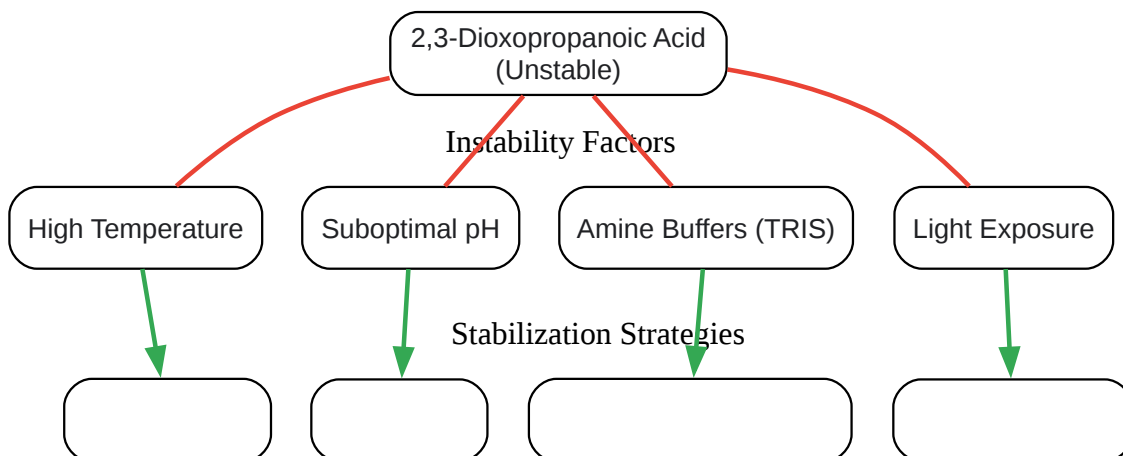 2,3-Dioxopropanoic Acid
(Unstable)
Instability Factors
High Temperature
Suboptimal pH
Amine Buffers (TRIS)
Light Exposure
Stabilization Strategies